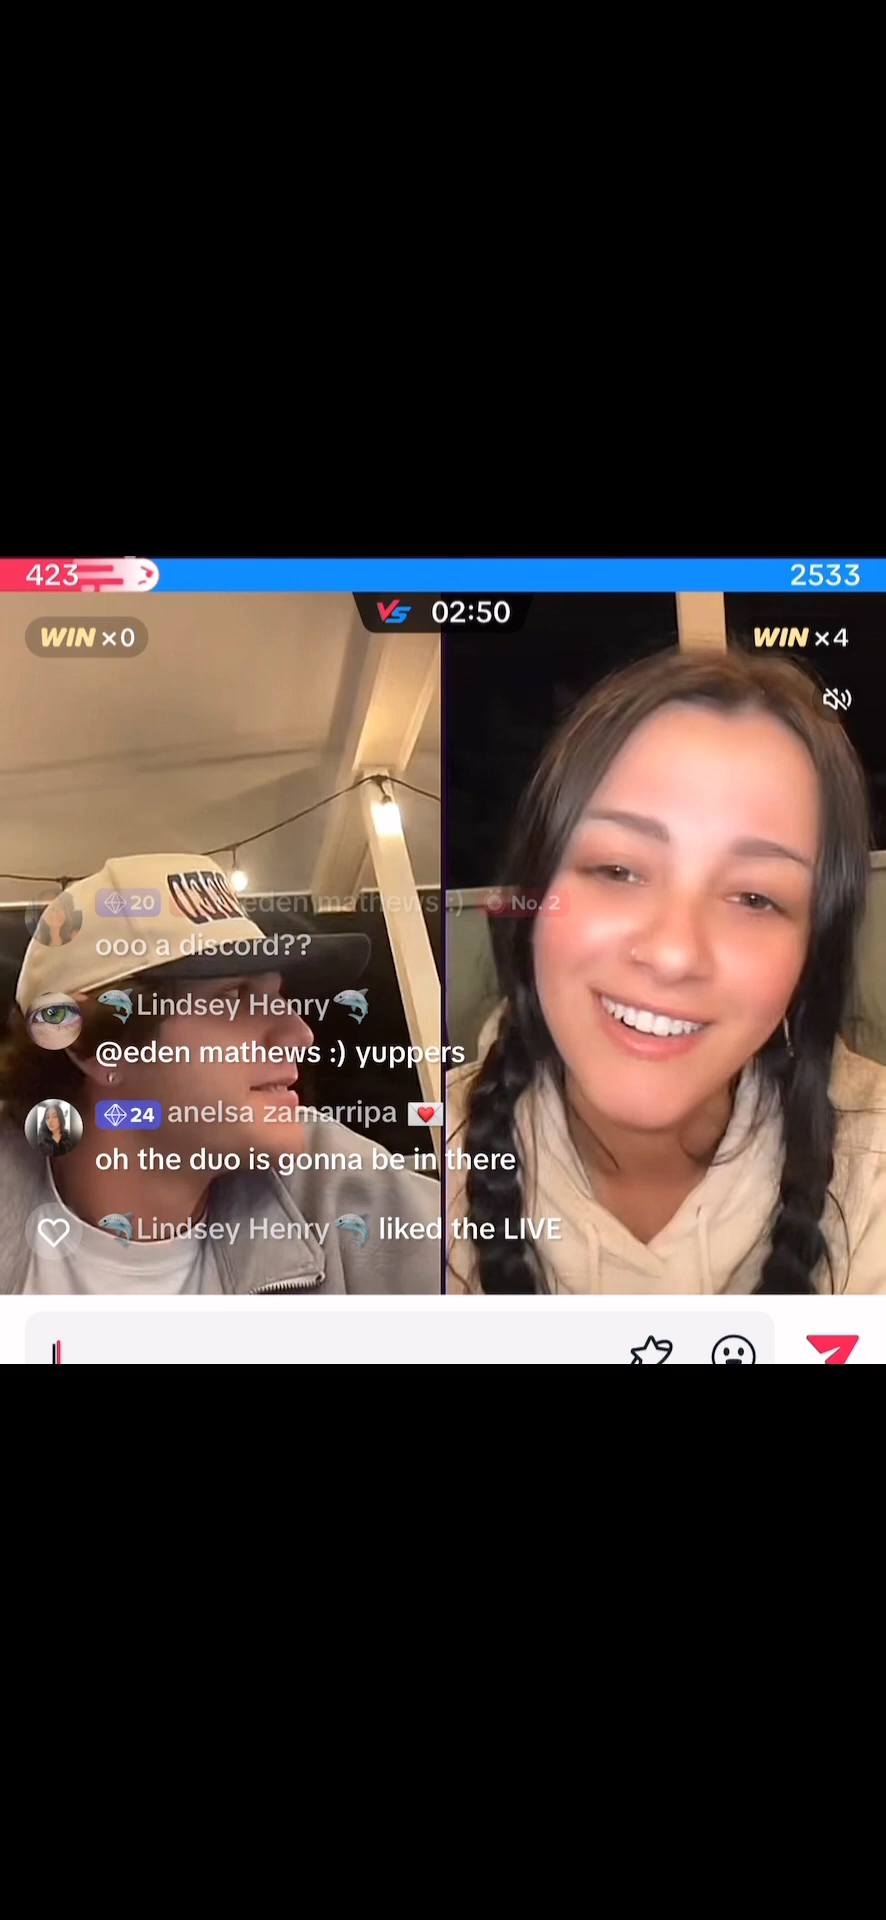 423 2533
WIN ×0 VS 02:50 WIN ×4
20 eden mathews :) No. 2
ooo a discord??
🐬Lindsey Henry🐬
@eden mathews :) yuppers
24 anelsa zamarripa 💌
oh the duo is gonna be in there
🐬Lindsey Henry🐬 liked the LIVE